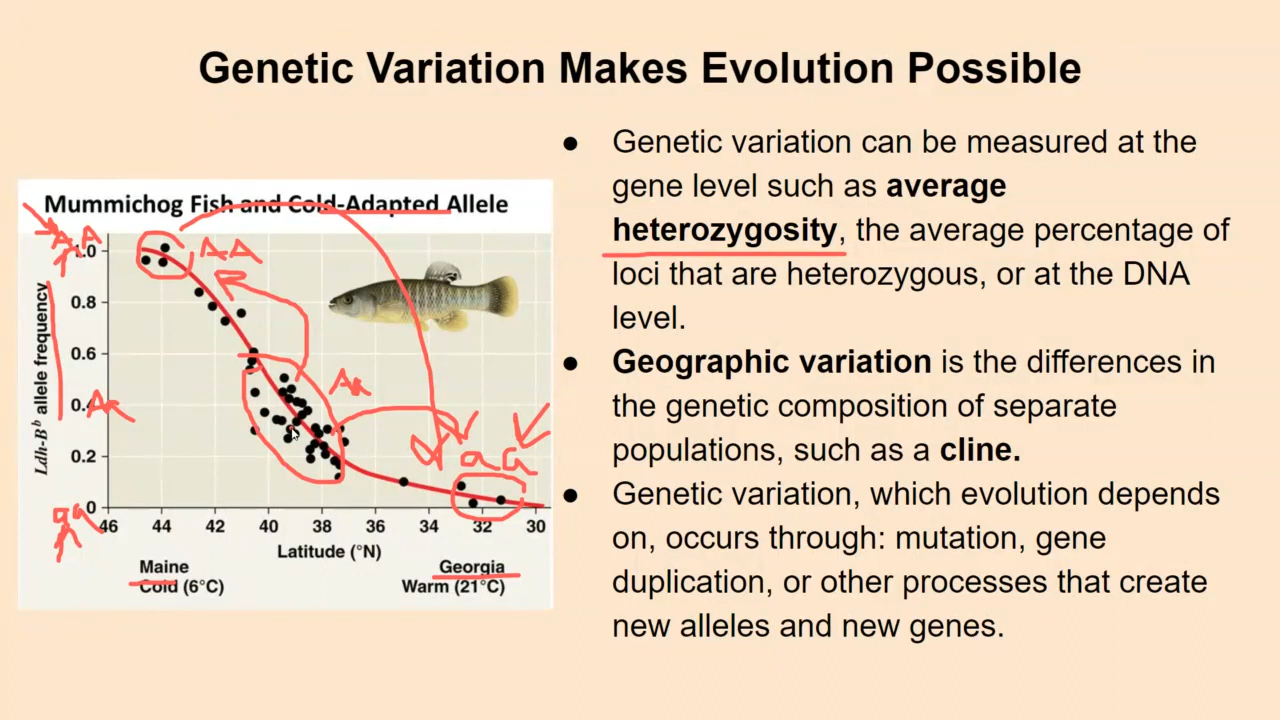 Genetic Variation Makes Evolution Possible
Mummichog Fish and Cold-Adapted Allele
AA
1.0
0.8
0.6
0.4
0.2
0
Ldh-Bᵇ allele frequency
AA
Aa
Aa
aa
aa
46 44 42 40 38 36 34 32 30
Latitude (°N)
Maine
Cold (6°C)
Georgia
Warm (21°C)
● Genetic variation can be measured at the
gene level such as average
heterozygosity, the average percentage of
loci that are heterozygous, or at the DNA
level.
● Geographic variation is the differences in
the genetic composition of separate
populations, such as a cline.
● Genetic variation, which evolution depends
on, occurs through: mutation, gene
duplication, or other processes that create
new alleles and new genes.